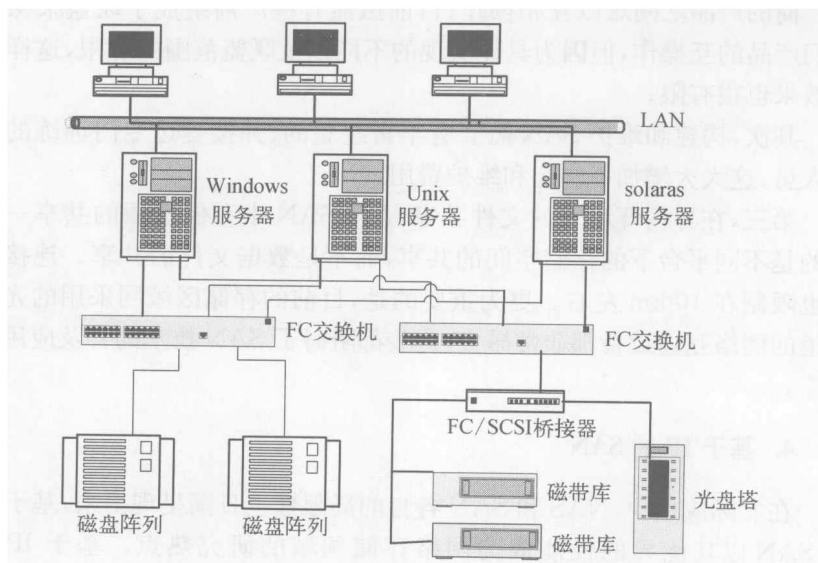 LAN
Windows
服务器
Unix
服务器
solaras
服务器
FC交换机
FC交换机
FC/SCSI桥接器
磁盘阵列
磁盘阵列
磁带库
磁带库
光盘塔